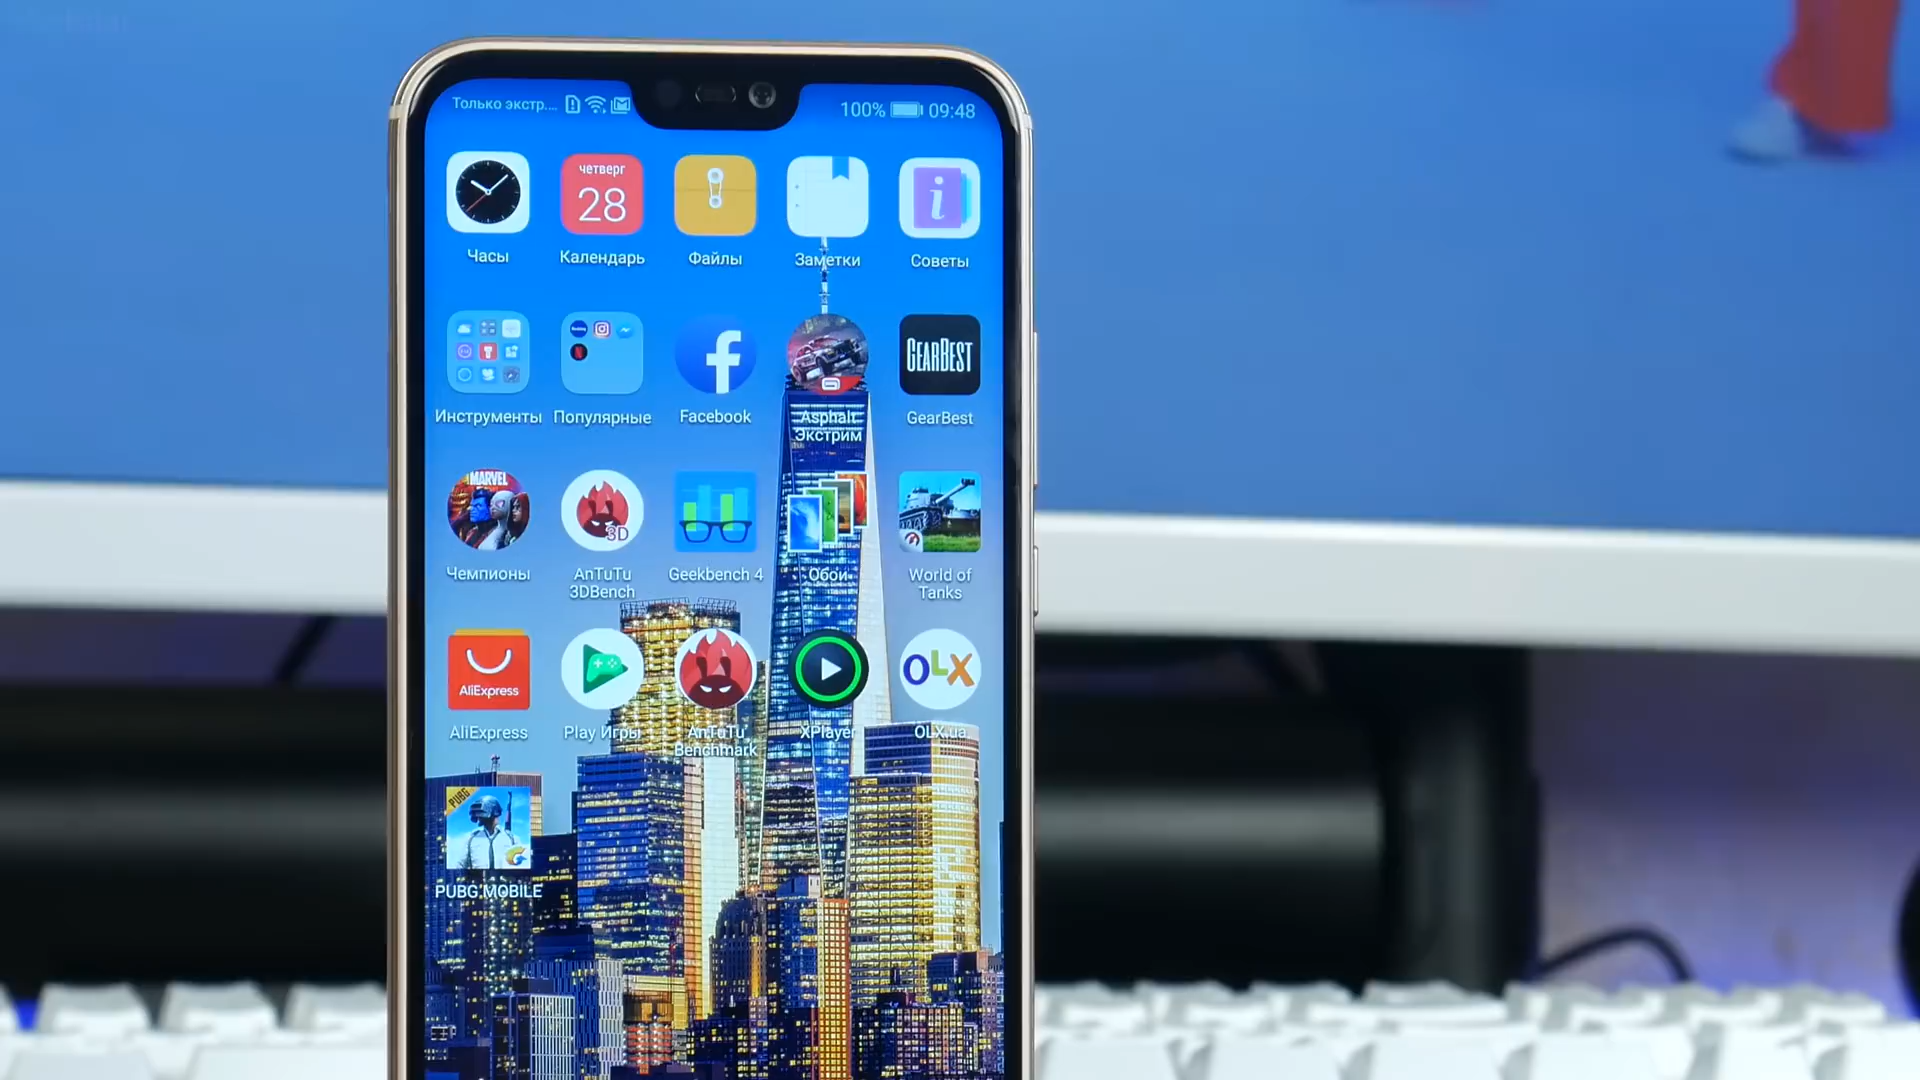 Только экстр...
100% 09:48
четверг
28
i
Часы Календарь Файлы Заметки Советы
GEARBEST
Инструменты Популярные Facebook Asphalt Экстрим GearBest
MARVEL
3D
Чемпионы AnTuTu 3DBench Geekbench 4 Обои World of Tanks
AliExpress
OLX
AliExpress Play Игры AnTuTu Benchmark XPlayer OLX.ua
PUBG
PUBG MOBILE